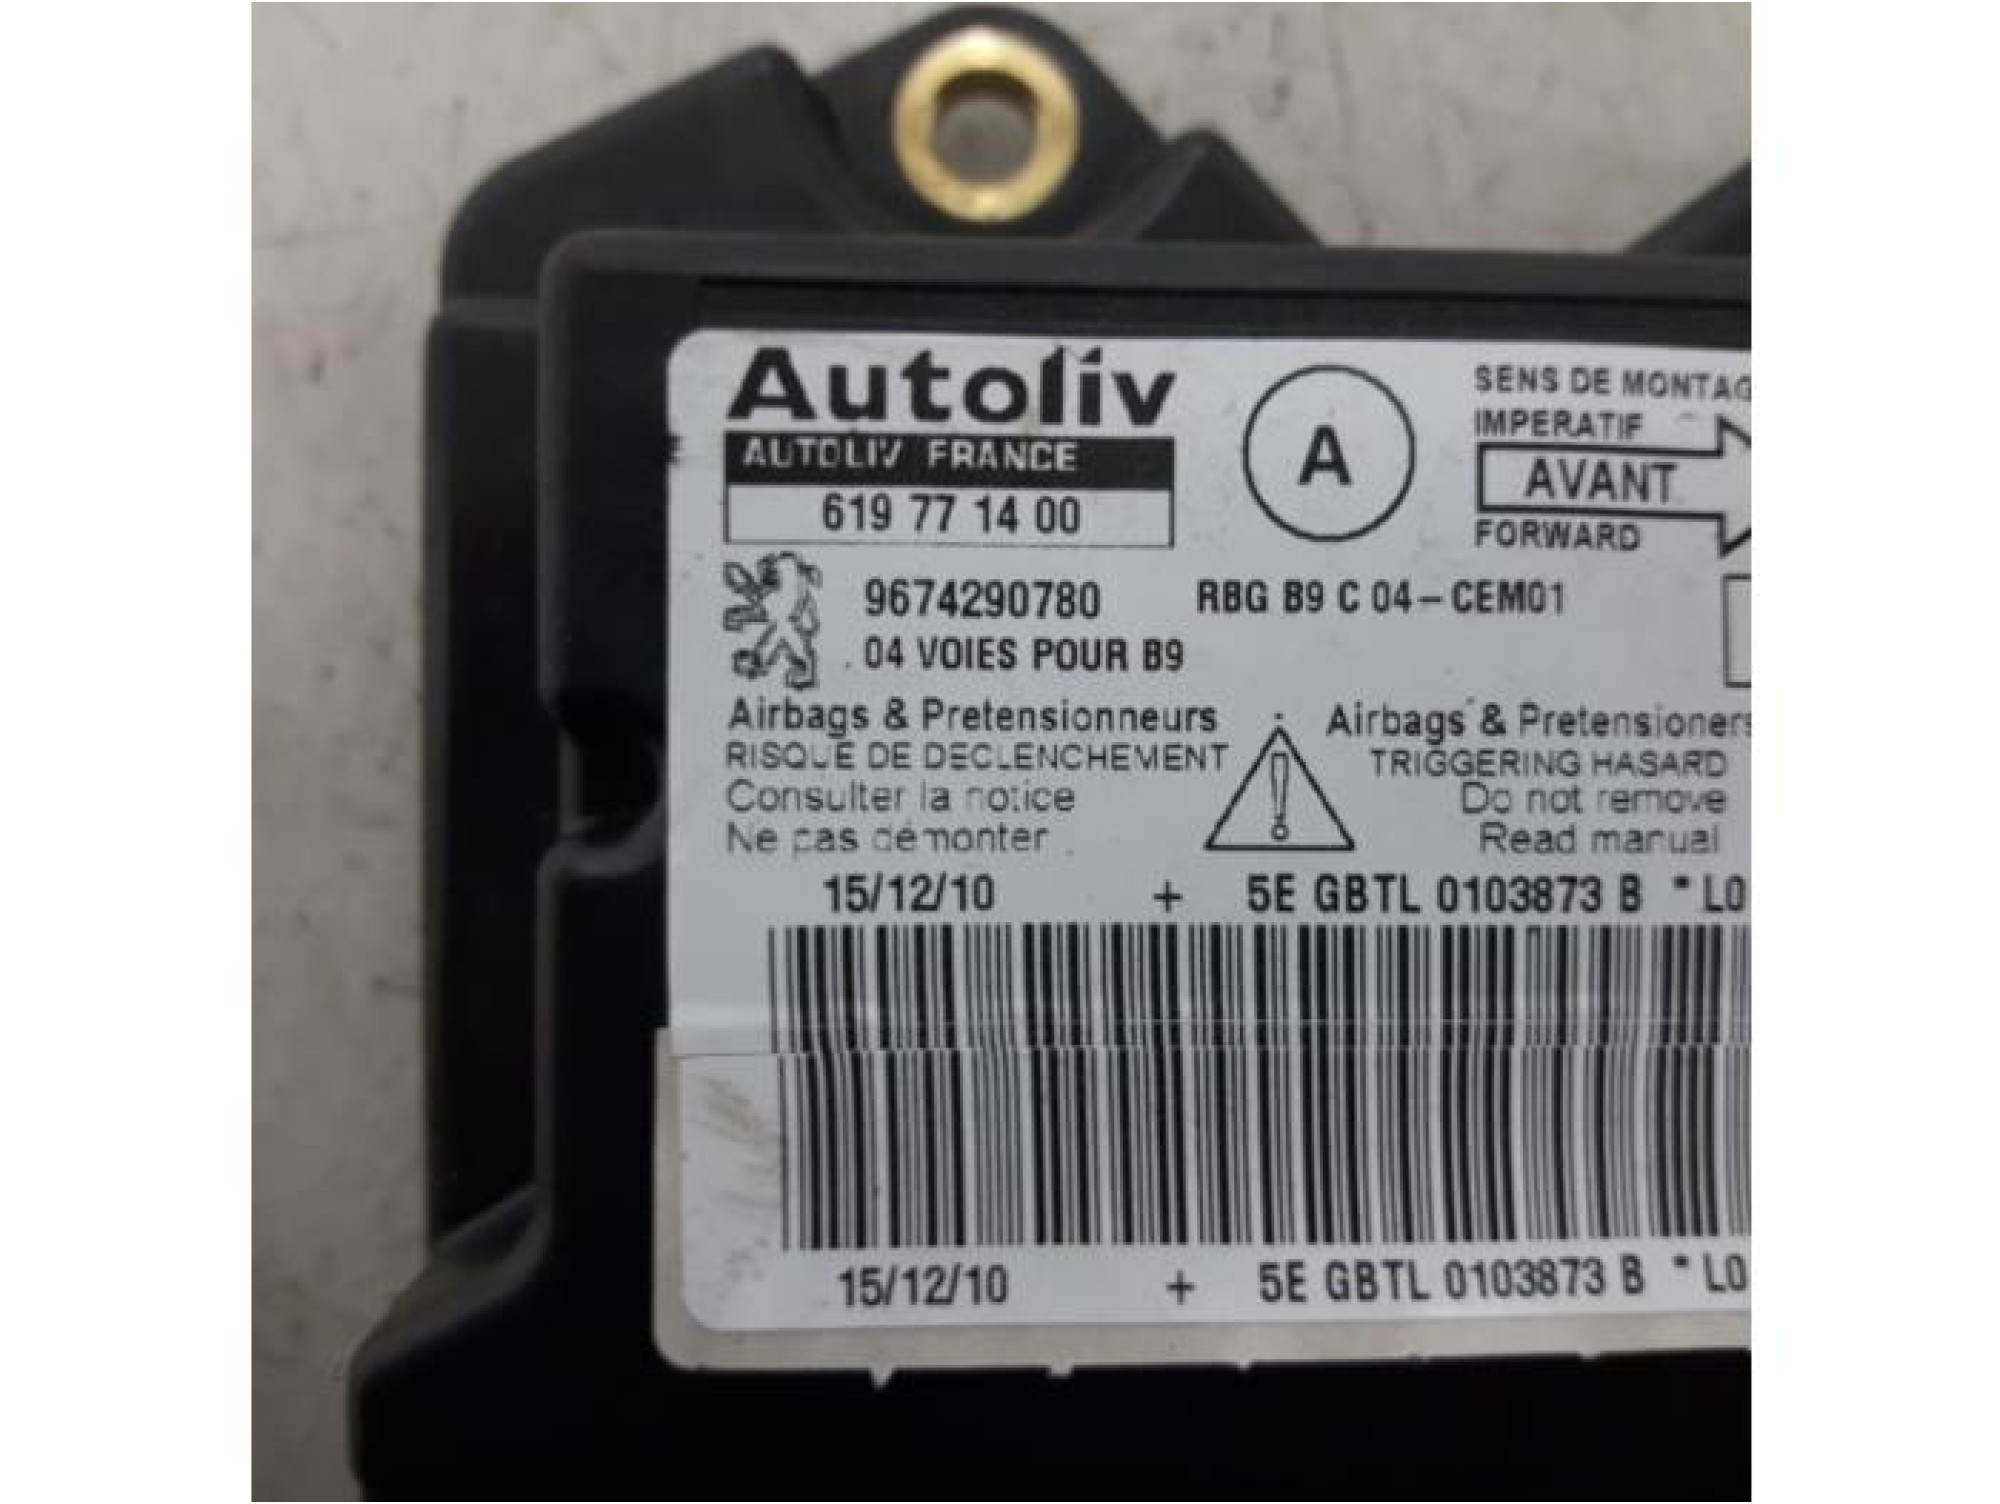 Autoliv
AUTOLIV FRANCE
619 77 14 00
A
SENS DE MONTAG
IMPERATIF
AVANT
FORWARD
9674290780 RBG B9 C 04-CEM01
04 VOIES POUR B9
Airbags & Pretensionneurs
RISQUE DE DECLENCHEMENT
Consulter la notice
Ne pas démonter
Airbags & Pretensioners
TRIGGERING HASARD
Do not remove
Read manual
15/12/10 + 5E GBTL 0103873 B * L0
15/12/10 + 5E GBTL 0103873 B * L0